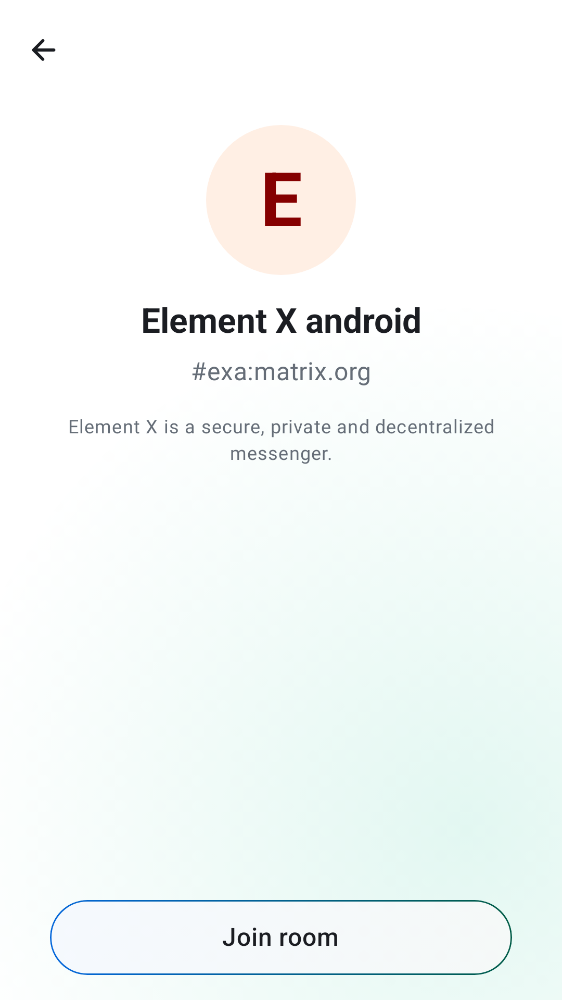 E
Element X android
#exa:matrix.org
Element X is a secure, private and decentralized
messenger.
Join room